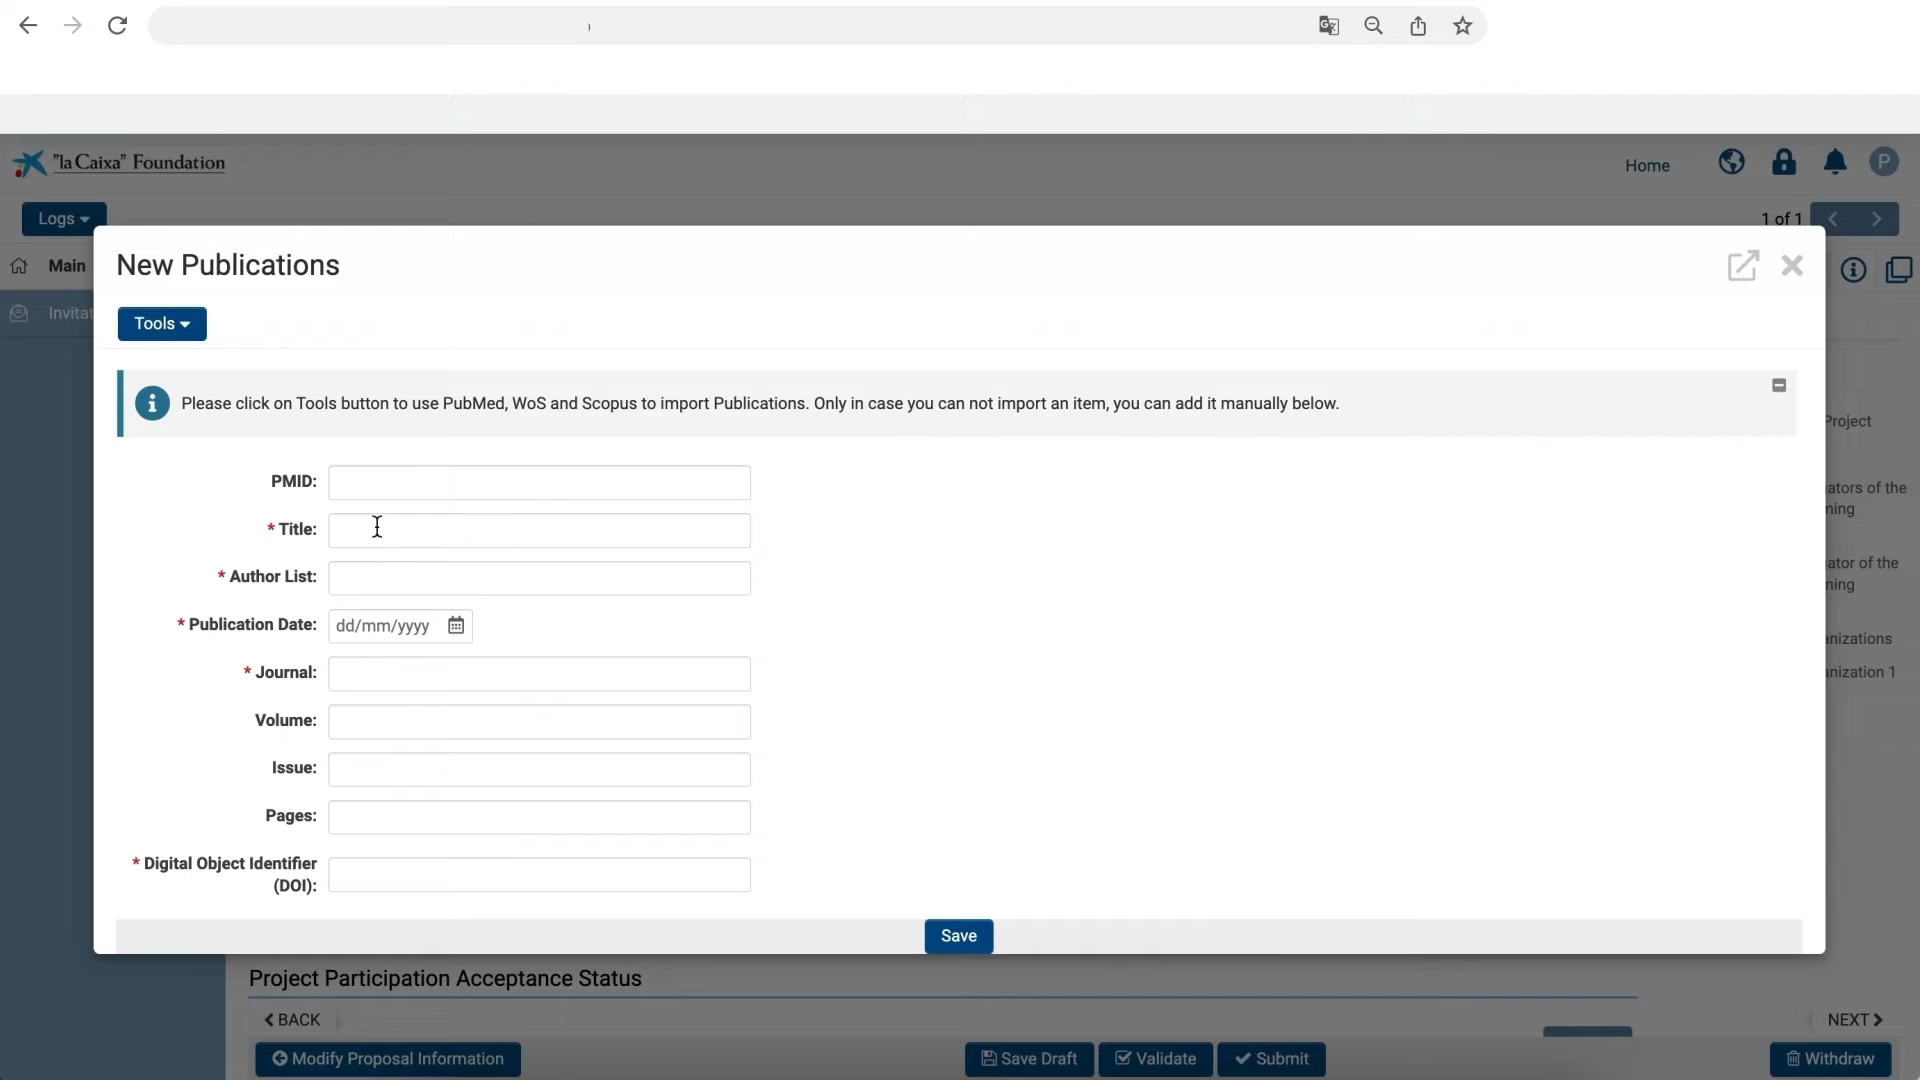 "la Caixa" Foundation
Home
P
Logs
1 of 1
Main
New Publications
Invitat
Tools
Please click on Tools button to use PubMed, WoS and Scopus to import Publications. Only in case you can not import an item, you can add it manually below.
Project
PMID:
ators of the
ning
* Title:
* Author List:
ator of the
ning
* Publication Date: dd/mm/yyyy
anizations
* Journal:
anization 1
Volume:
Issue:
Pages:
* Digital Object Identifier
(DOI):
Save
Project Participation Acceptance Status
BACK
NEXT
Modify Proposal Information
Save Draft
Validate
Submit
Withdraw